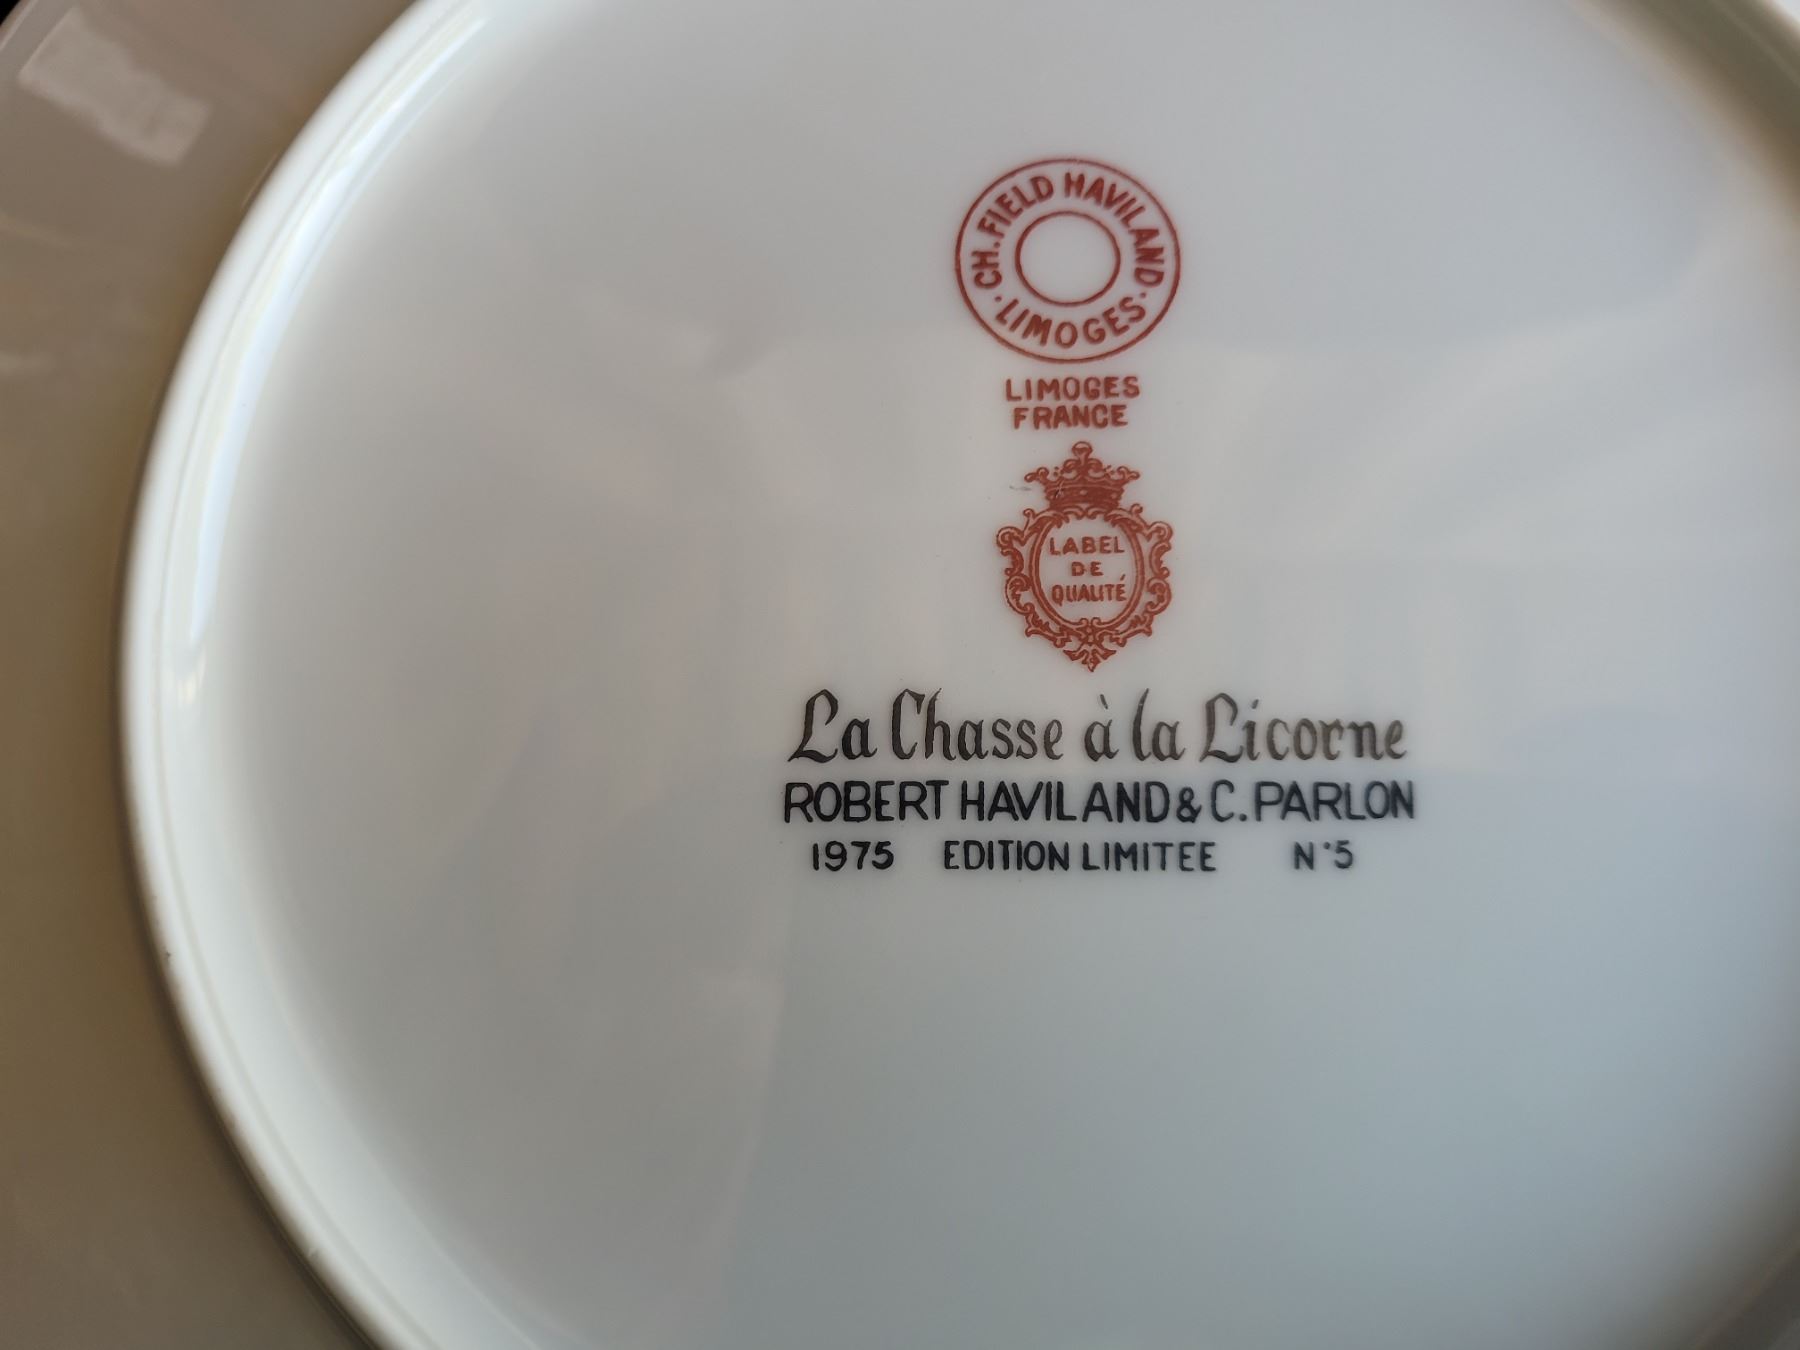 CH. FIELD HAVILAND
· LIMOGES ·
LIMOGES
FRANCE
LABEL
DE
QUALITÉ
La Chasse à la Licorne
ROBERT HAVILAND & C. PARLON
1975 EDITION LIMITEE N°5